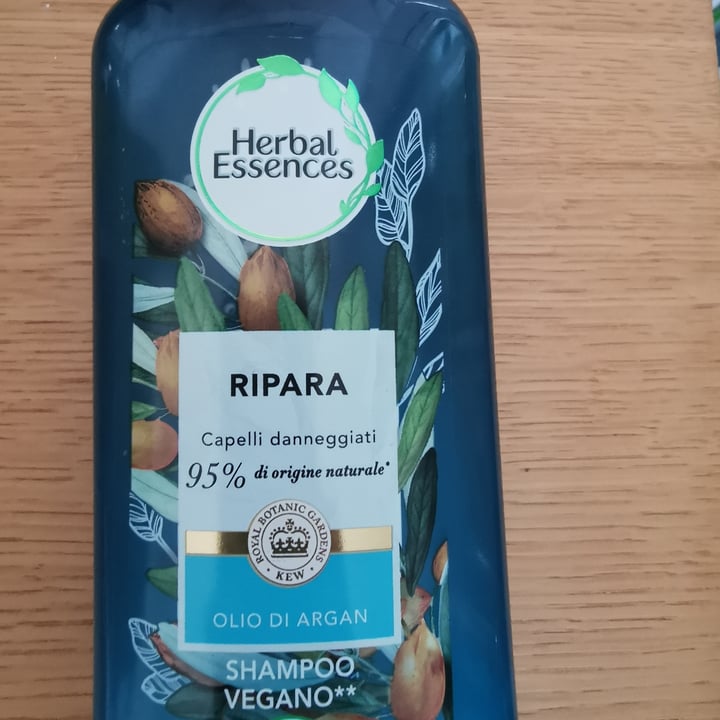 Herbal
Essences
RIPARA
Capelli danneggiati
95% di origine naturale*
ROYAL BOTANIC GARDENS
• KEW •
OLIO DI ARGAN
SHAMPOO
VEGANO**